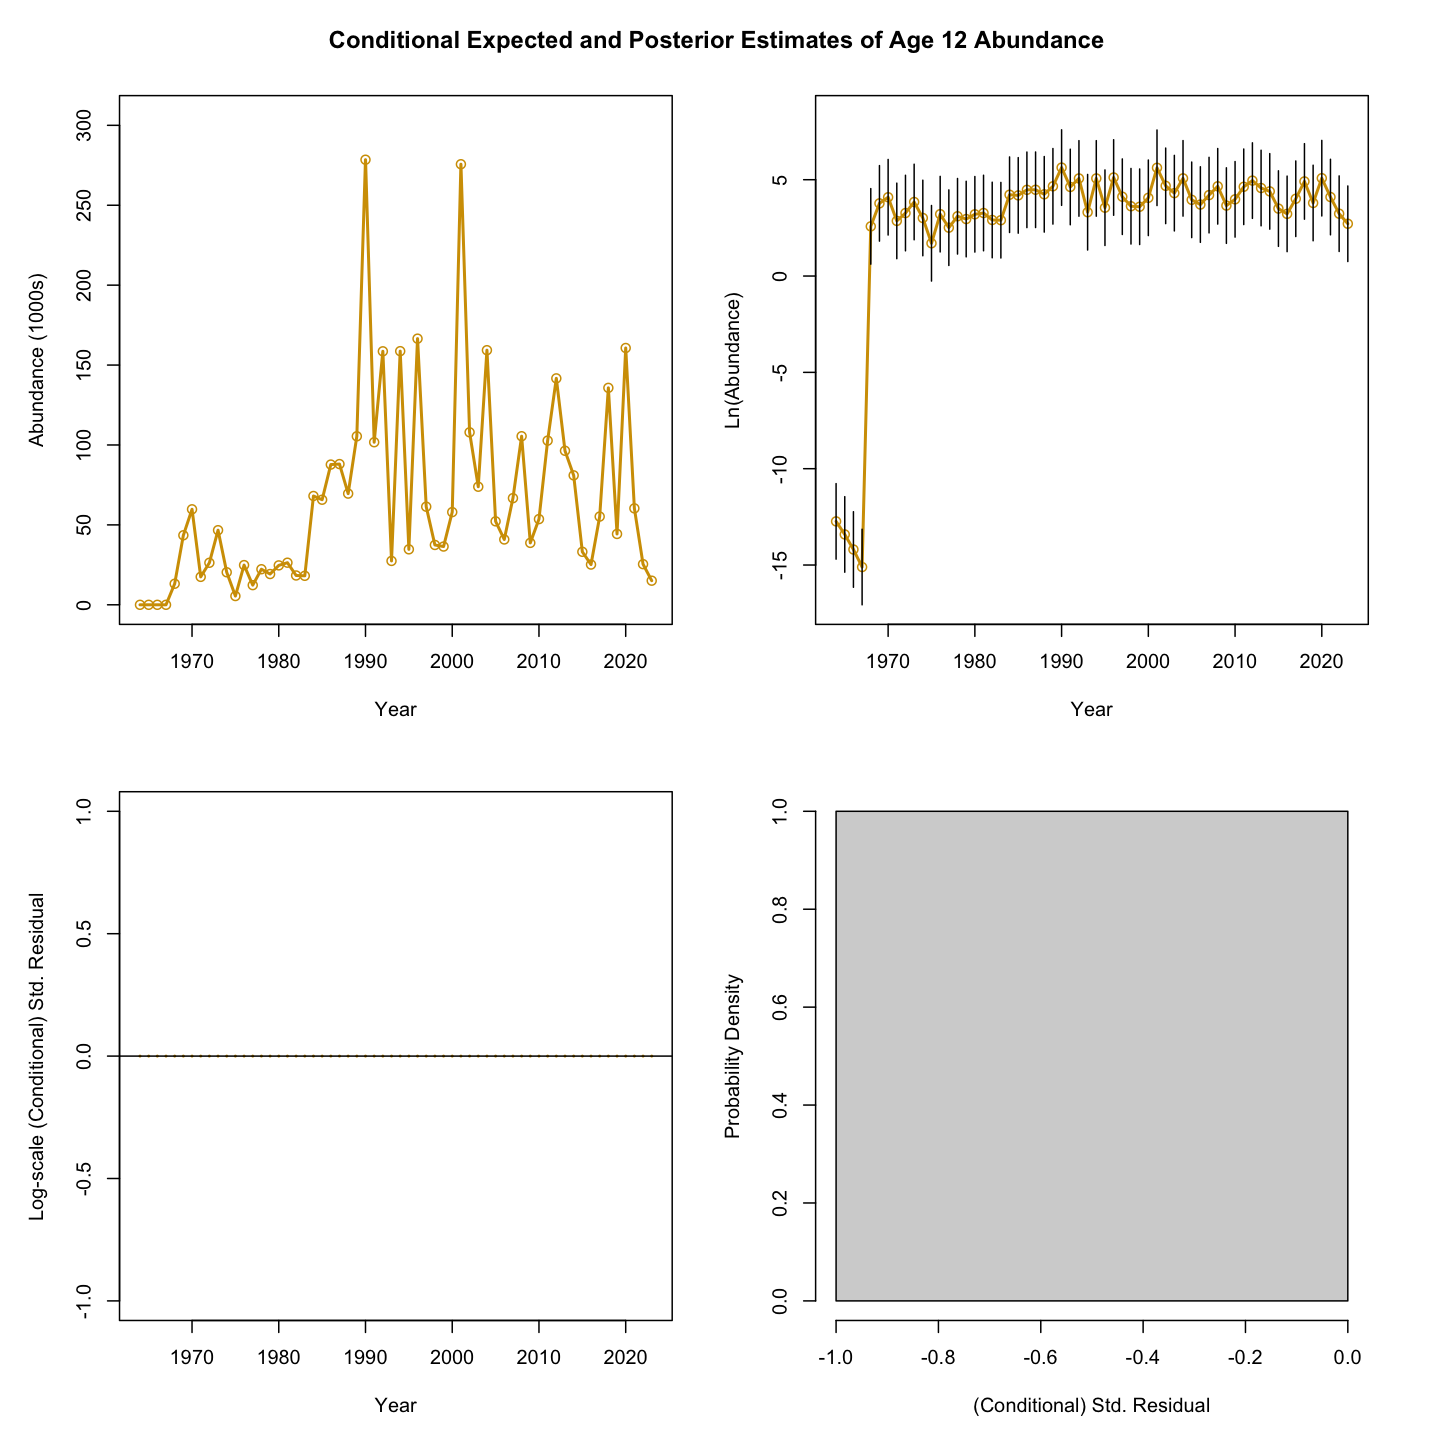 Conditional Expected and Posterior Estimates of Age 12 Abundance
Abundance (1000s)
300
250
200
150
100
50
0
1970 1980 1990 2000 2010 2020
Year
Ln(Abundance)
5
0
-5
-10
-15
1970 1980 1990 2000 2010 2020
Year
Log-scale (Conditional) Std. Residual
1.0
0.5
0.0
-0.5
-1.0
1970 1980 1990 2000 2010 2020
Year
Probability Density
1.0
0.8
0.6
0.4
0.2
0.0
-1.0 -0.8 -0.6 -0.4 -0.2 0.0
(Conditional) Std. Residual